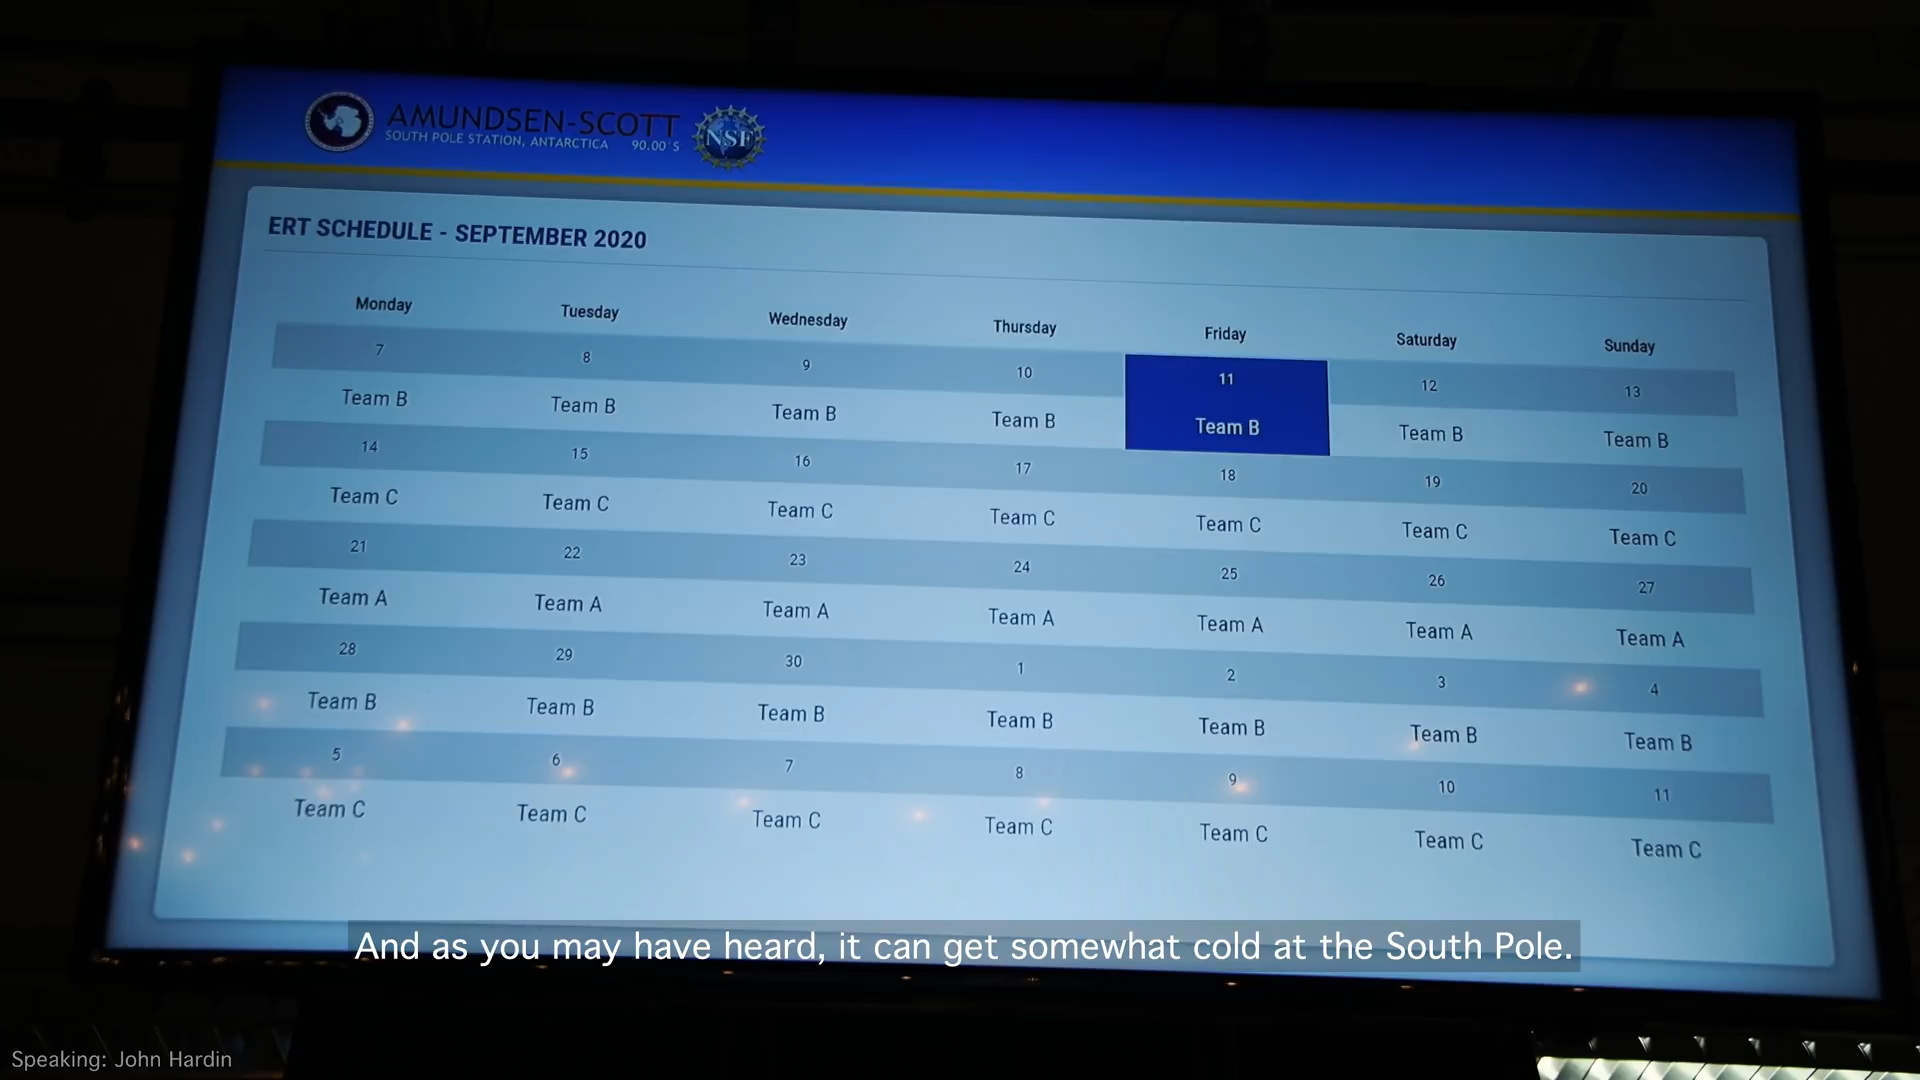 AMUNDSEN-SCOTT
SOUTH POLE STATION, ANTARCTICA 90.00°S
NSF
ERT SCHEDULE - SEPTEMBER 2020
Monday Tuesday Wednesday Thursday Friday Saturday Sunday
7 8 9 10 11 12 13
Team B Team B Team B Team B Team B Team B Team B
14 15 16 17 18 19 20
Team C Team C Team C Team C Team C Team C Team C
21 22 23 24 25 26 27
Team A Team A Team A Team A Team A Team A Team A
28 29 30 1 2 3 4
Team B Team B Team B Team B Team B Team B Team B
5 6 7 8 9 10 11
Team C Team C Team C Team C Team C Team C Team C
And as you may have heard, it can get somewhat cold at the South Pole.
Speaking: John Hardin